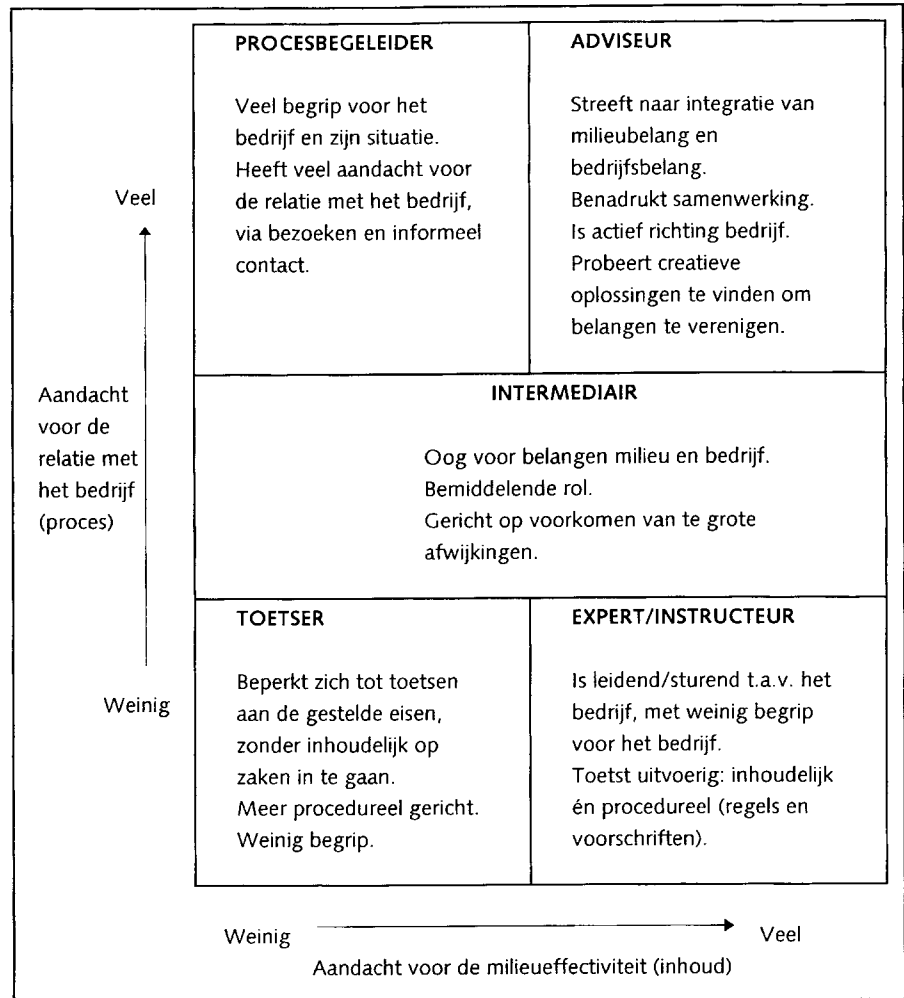 PROCESBEGELEIDER
Veel begrip voor het
bedrijf en zijn situatie.
Heeft veel aandacht voor
de relatie met het bedrijf,
via bezoeken en informeel
contact.
ADVISEUR
Streeft naar integratie van
milieubelang en
bedrijfsbelang.
Benadrukt samenwerking.
Is actief richting bedrijf.
Probeert creatieve
oplossingen te vinden om
belangen te verenigen.
Veel
Aandacht
voor de
relatie met
het bedrijf
(proces)
Weinig
INTERMEDIAIR
Oog voor belangen milieu en bedrijf.
Bemiddelende rol.
Gericht op voorkomen van te grote
afwijkingen.
TOETSER
Beperkt zich tot toetsen
aan de gestelde eisen,
zonder inhoudelijk op
zaken in te gaan.
Meer procedureel gericht.
Weinig begrip.
EXPERT/INSTRUCTEUR
Is leidend/sturend t.a.v. het
bedrijf, met weinig begrip
voor het bedrijf.
Toetst uitvoerig: inhoudelijk
én procedureel (regels en
voorschriften).
Weinig
Veel
Aandacht voor de milieueffectiviteit (inhoud)